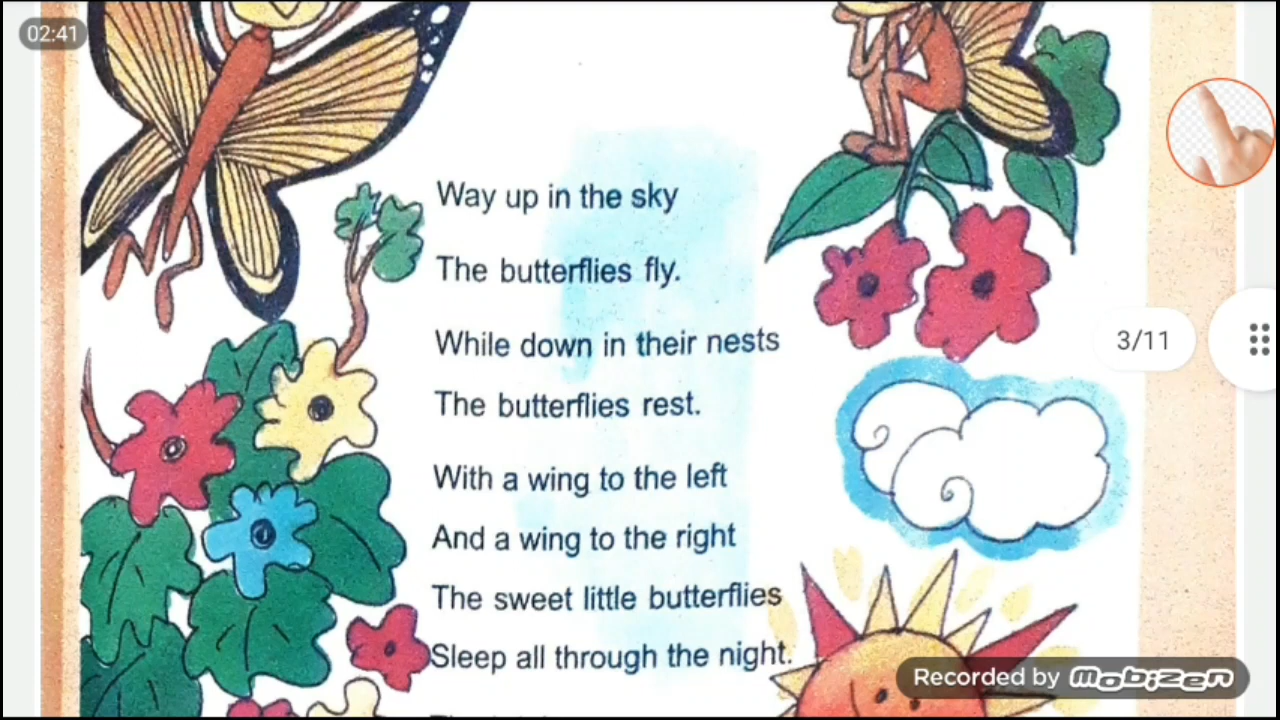 02:41
Way up in the sky
The butterflies fly.
While down in their nests
3/11
The butterflies rest.
With a wing to the left
And a wing to the right
The sweet little butterflies
Sleep all through the night.
Recorded by Mobizen